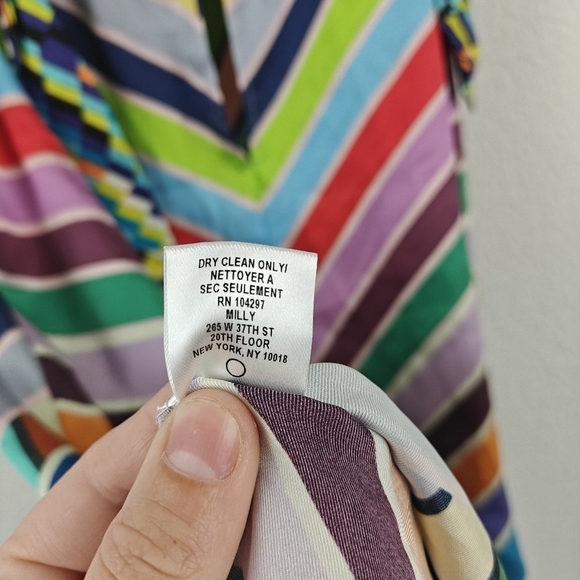 DRY CLEAN ONLY/
NETTOYER A
SEC SEULEMENT
RN 104297
MILLY
265 W 37TH ST
20TH FLOOR
NEW YORK, NY 10018